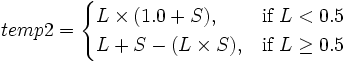 temp2 = { L × (1.0 + S), if L < 0.5
L + S − (L × S), if L ≥ 0.5